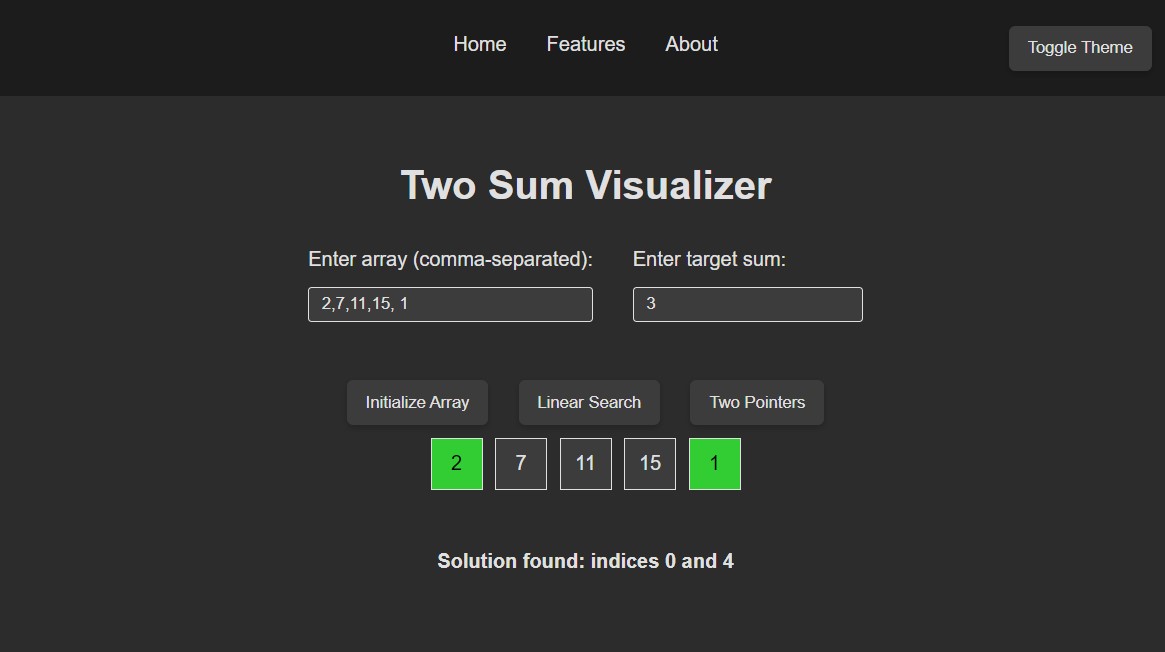 Home Features About Toggle Theme
Two Sum Visualizer
Enter array (comma-separated): Enter target sum:
2,7,11,15, 1 3
Initialize Array Linear Search Two Pointers
2 7 11 15 1
Solution found: indices 0 and 4